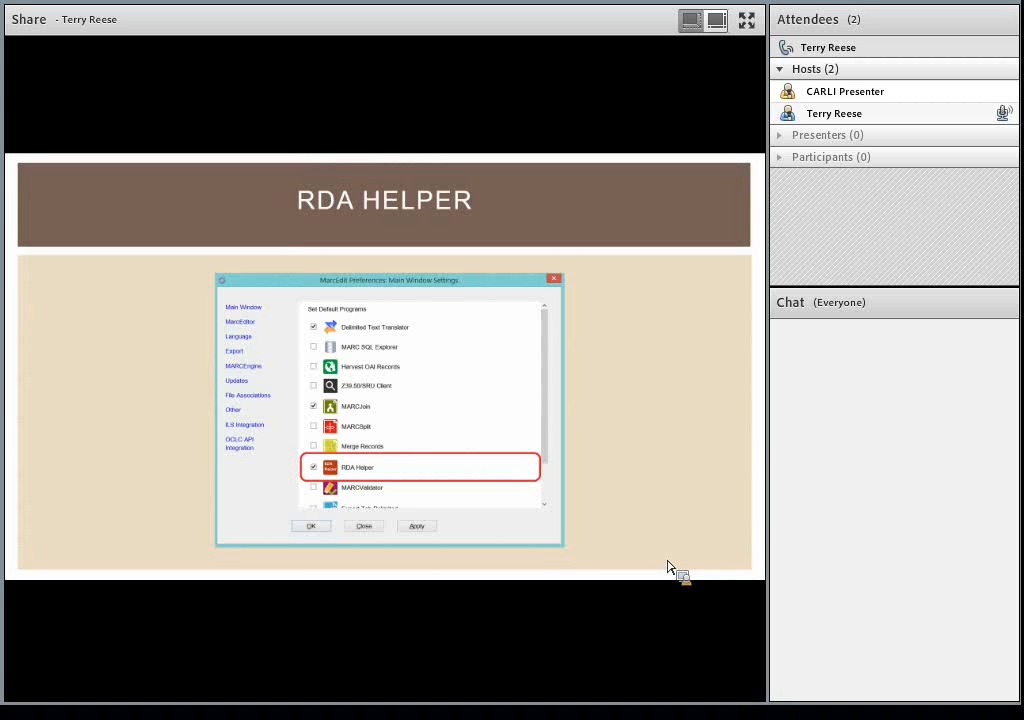 Share - Terry Reese
Attendees (2)
Terry Reese
Hosts (2)
CARLI Presenter
Terry Reese
Presenters (0)
Participants (0)
Chat (Everyone)
RDA HELPER
MarcEdit Preferences: Main Window Settings
Main Window
MarcEditor
Language
Export
MARCEngine
Updates
File Associations
Other
ILS Integration
OCLC API
Integration
Set Default Programs
Delimited Text Translator
MARC SQL Explorer
Harvest OAI Records
Z39.50/SRU Client
MARCJoin
MARCSplit
Merge Records
RDA Helper
MARCValidator
OK
Close
Apply